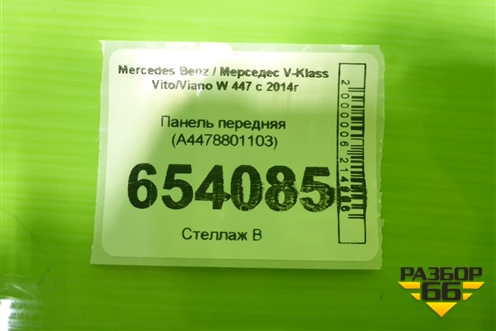 Mercedes Benz / Мерседес V-Klass
Vito/Viano W 447 с 2014г
Панель передняя
(A4478801103)
654085
Стеллаж В
РАЗБОР
66